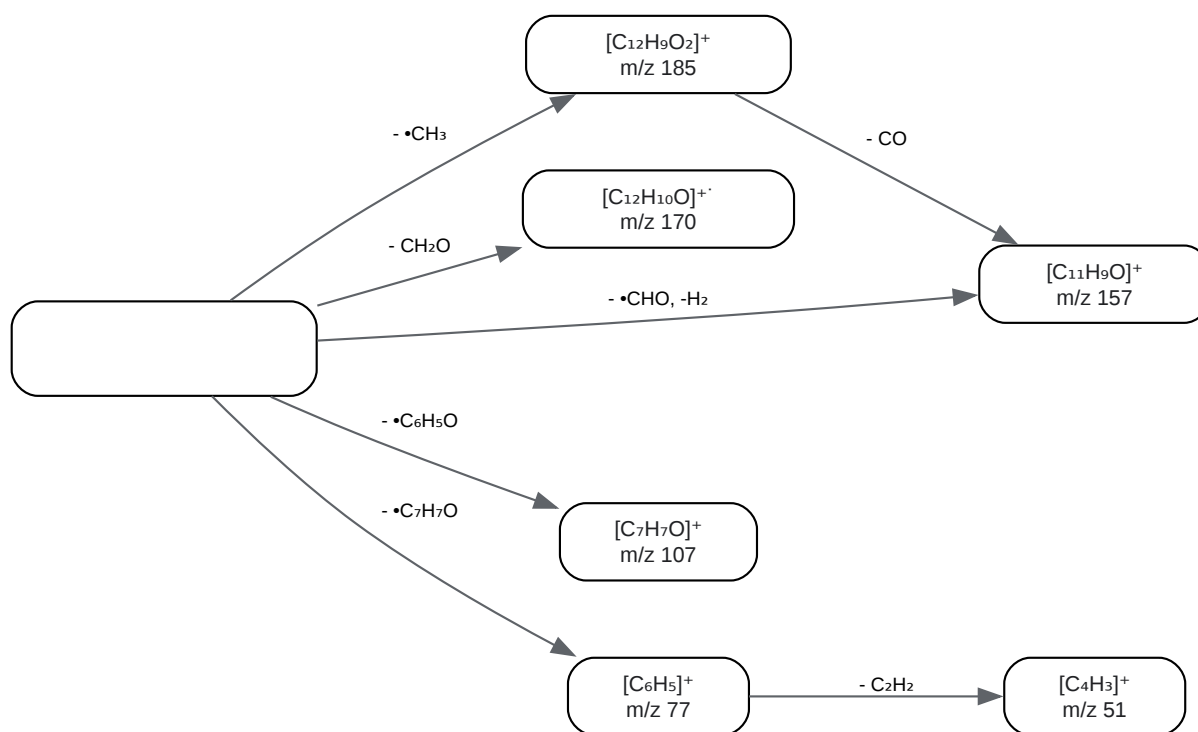 [C₁₂H₉O₂]⁺
m/z 185
- •CH₃
- CO
[C₁₂H₁₀O]⁺˙
m/z 170
- CH₂O
[C₁₁H₉O]⁺
m/z 157
- •CHO, -H₂
- •C₆H₅O
- •C₇H₇O
[C₇H₇O]⁺
m/z 107
[C₆H₅]⁺
m/z 77
- C₂H₂
[C₄H₃]⁺
m/z 51